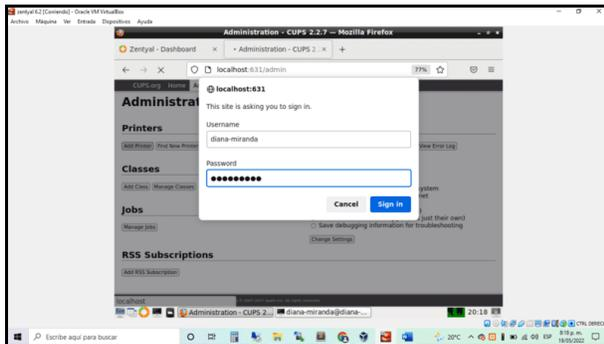 zentyal 6.2 [Corriendo] - Oracle VM VirtualBox
Archivo Máquina Ver Entrada Dispositivos Ayuda
Administration - CUPS 2.2.7 — Mozilla Firefox
Zentyal - Dashboard
Administration - CUPS 2
localhost:631/admin
77%
CUPS.org Home
Administrat
localhost:631
This site is asking you to sign in.
Username
diana-miranda
Password
Cancel Sign in
Printers
Add Printer Find New Printer
View Error Log
Classes
Add Class Manage Classes
Jobs
Manage Jobs
just their own)
Save debugging information for troubleshooting
Change Settings
RSS Subscriptions
Add RSS Subscription
localhost
Administration - CUPS 2... diana-miranda@diana-...
20:18
CTRL DERECHA
Escribe aquí para buscar
20°C
ESP
8:18 p. m.
19/05/2022